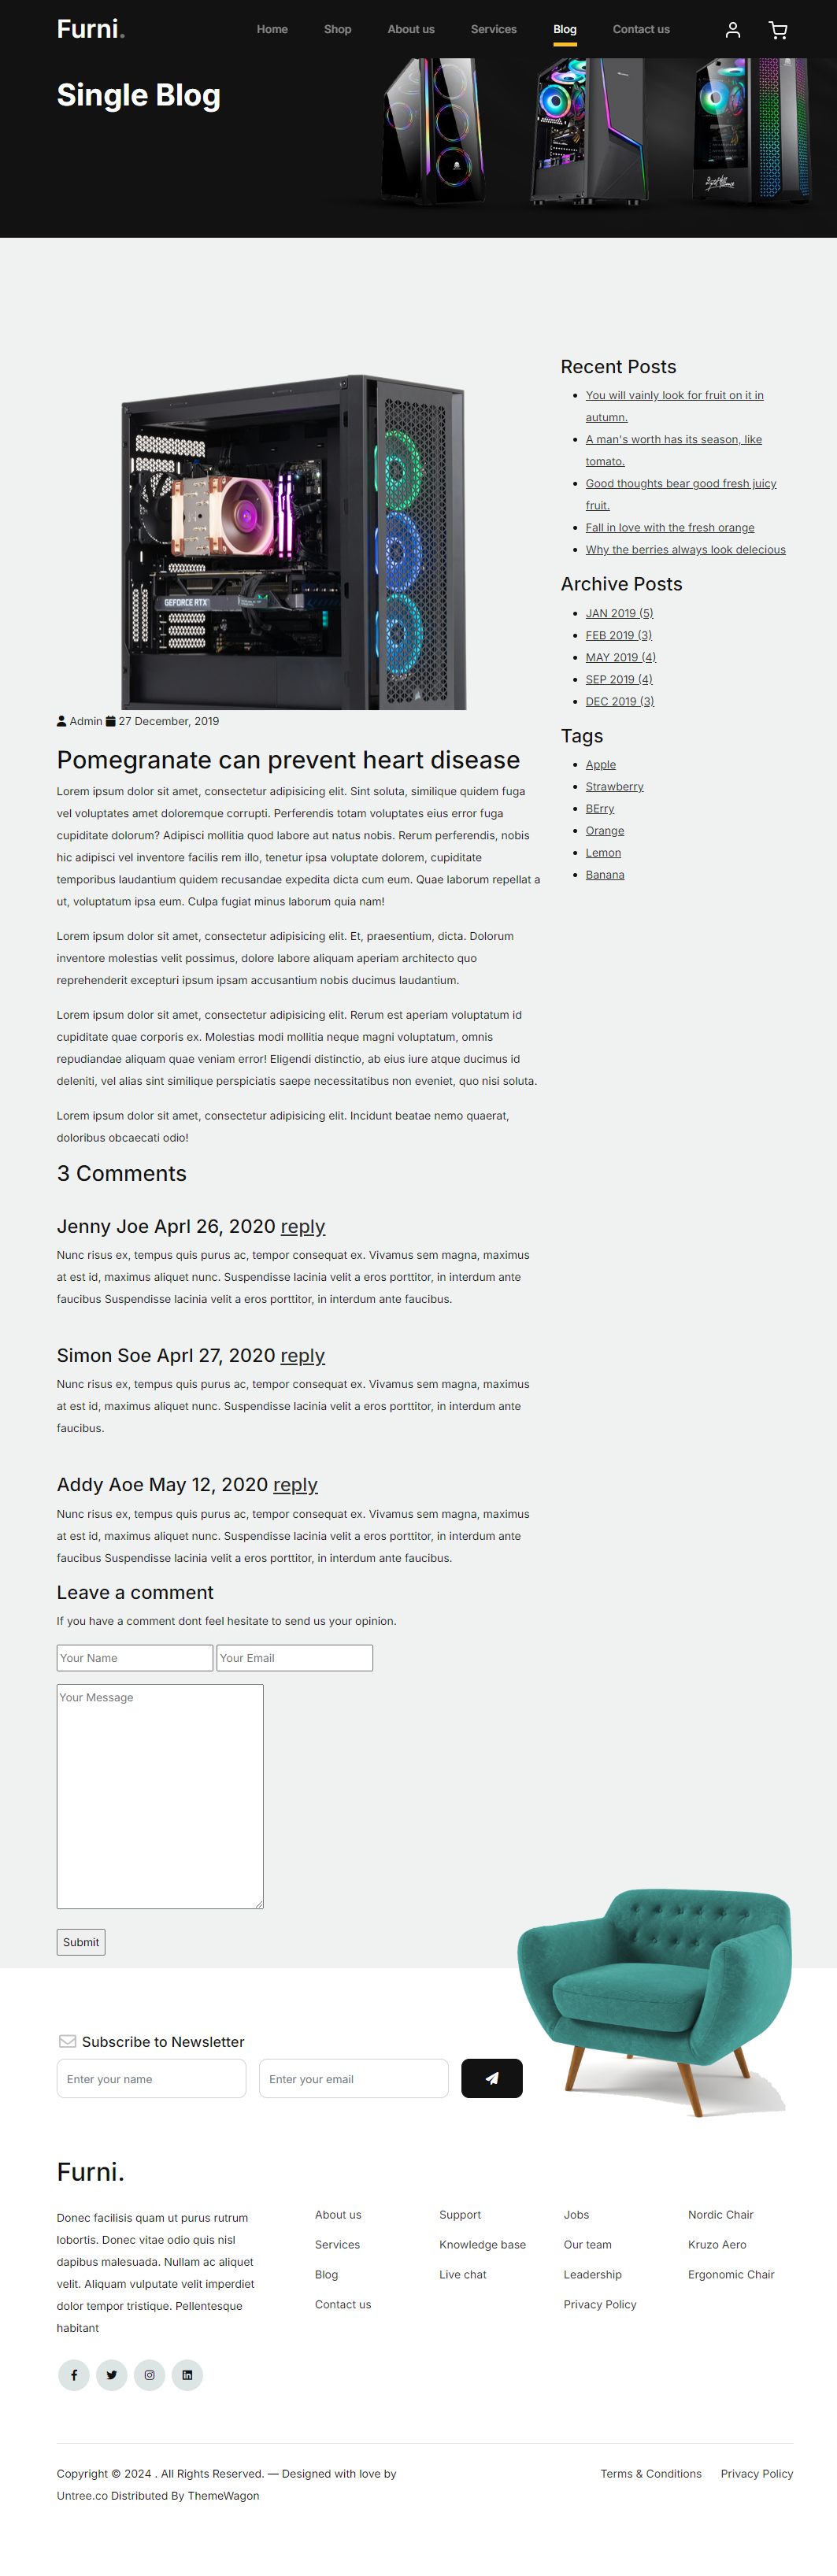 Furni.
Home
Shop
About us
Services
Blog
Contact us
Single Blog
GEFORCE RTX
Admin 27 December, 2019
Pomegranate can prevent heart disease
Lorem ipsum dolor sit amet, consectetur adipisicing elit. Sint soluta, similique quidem fuga
vel voluptates amet doloremque corrupti. Perferendis totam voluptates eius error fuga
cupiditate dolorum? Adipisci mollitia quod labore aut natus nobis. Rerum perferendis, nobis
hic adipisci vel inventore facilis rem illo, tenetur ipsa voluptate dolorem, cupiditate
temporibus laudantium quidem recusandae expedita dicta cum eum. Quae laborum repellat a
ut, voluptatum ipsa eum. Culpa fugiat minus laborum quia nam!
Lorem ipsum dolor sit amet, consectetur adipisicing elit. Et, praesentium, dicta. Dolorum
inventore molestias velit possimus, dolore labore aliquam aperiam architecto quo
reprehenderit excepturi ipsum ipsam accusantium nobis ducimus laudantium.
Lorem ipsum dolor sit amet, consectetur adipisicing elit. Rerum est aperiam voluptatum id
cupiditate quae corporis ex. Molestias modi mollitia neque magni voluptatum, omnis
repudiandae aliquam quae veniam error! Eligendi distinctio, ab eius iure atque ducimus id
deleniti, vel alias sint similique perspiciatis saepe necessitatibus non eveniet, quo nisi soluta.
Lorem ipsum dolor sit amet, consectetur adipisicing elit. Incidunt beatae nemo quaerat,
doloribus obcaecati odio!
3 Comments
Jenny Joe Aprl 26, 2020 reply
Nunc risus ex, tempus quis purus ac, tempor consequat ex. Vivamus sem magna, maximus
at est id, maximus aliquet nunc. Suspendisse lacinia velit a eros porttitor, in interdum ante
faucibus Suspendisse lacinia velit a eros porttitor, in interdum ante faucibus.
Simon Soe Aprl 27, 2020 reply
Nunc risus ex, tempus quis purus ac, tempor consequat ex. Vivamus sem magna, maximus
at est id, maximus aliquet nunc. Suspendisse lacinia velit a eros porttitor, in interdum ante
faucibus.
Addy Aoe May 12, 2020 reply
Nunc risus ex, tempus quis purus ac, tempor consequat ex. Vivamus sem magna, maximus
at est id, maximus aliquet nunc. Suspendisse lacinia velit a eros porttitor, in interdum ante
faucibus Suspendisse lacinia velit a eros porttitor, in interdum ante faucibus.
Leave a comment
If you have a comment dont feel hesitate to send us your opinion.
Your Name
Your Email
Your Message
Submit
Recent Posts
You will vainly look for fruit on it in
autumn.
A man's worth has its season, like
tomato.
Good thoughts bear good fresh juicy
fruit.
Fall in love with the fresh orange
Why the berries always look delecious
Archive Posts
JAN 2019 (5)
FEB 2019 (3)
MAY 2019 (4)
SEP 2019 (4)
DEC 2019 (3)
Tags
Apple
Strawberry
BErry
Orange
Lemon
Banana
Subscribe to Newsletter
Enter your name
Enter your email
Furni.
Donec facilisis quam ut purus rutrum
lobortis. Donec vitae odio quis nisl
dapibus malesuada. Nullam ac aliquet
velit. Aliquam vulputate velit imperdiet
dolor tempor tristique. Pellentesque
habitant
About us
Services
Blog
Contact us
Support
Knowledge base
Live chat
Jobs
Our team
Leadership
Privacy Policy
Nordic Chair
Kruzo Aero
Ergonomic Chair
Copyright © 2024 . All Rights Reserved. — Designed with love by
Untree.co Distributed By ThemeWagon
Terms & Conditions
Privacy Policy